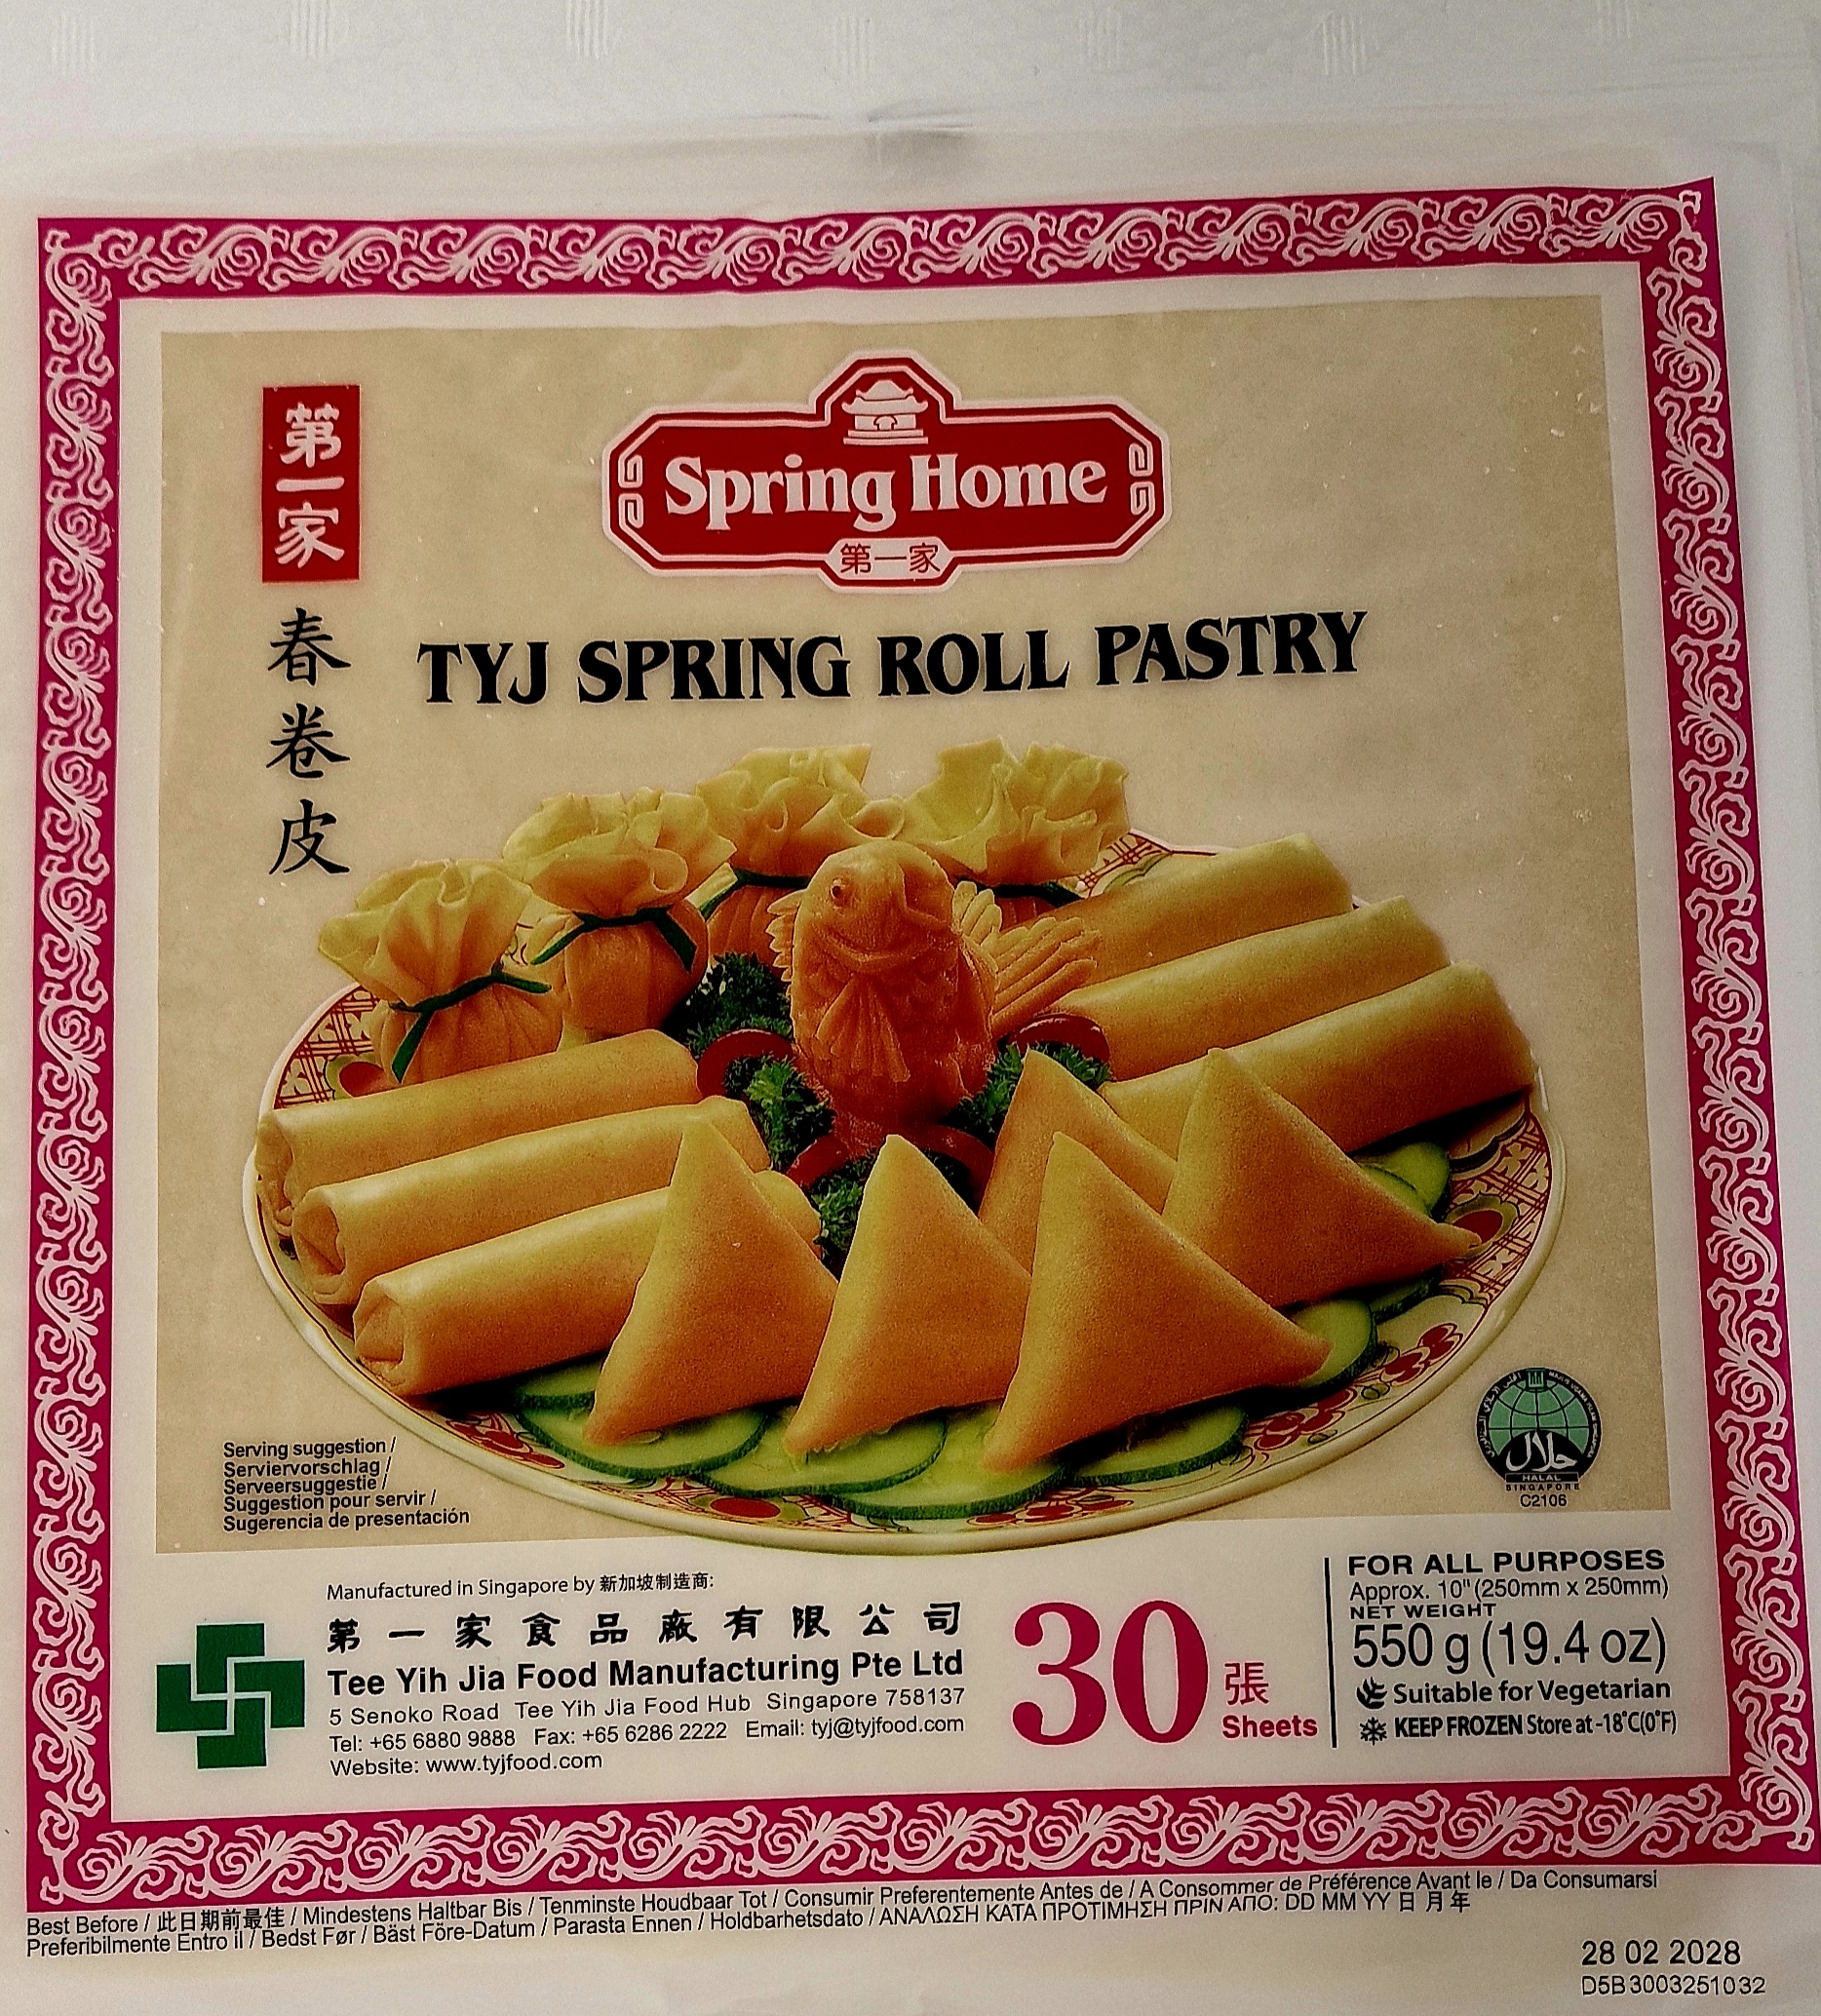 第一家
春卷皮
Spring Home
第一家
TYJ SPRING ROLL PASTRY
Serving suggestion /
Serviervorschlag /
Serveersuggestie /
Suggestion pour servir /
Sugerencia de presentación
حلال
HALAL
SINGAPORE
C2106
Manufactured in Singapore by 新加坡制造商:
第一家食品廠有限公司
Tee Yih Jia Food Manufacturing Pte Ltd
5 Senoko Road Tee Yih Jia Food Hub Singapore 758137
Tel: +65 6880 9888 Fax: +65 6286 2222 Email: tyj@tyjfood.com
Website: www.tyjfood.com
30 張
Sheets
FOR ALL PURPOSES
Approx. 10" (250mm x 250mm)
NET WEIGHT
550 g (19.4 oz)
Suitable for Vegetarian
KEEP FROZEN Store at -18°C(0°F)
Best Before / 此日期前最佳 / Mindestens Haltbar Bis / Tenminste Houdbaar Tot / Consumir Preferentemente Antes de / A Consommer de Préférence Avant le / Da Consumarsi
Preferibilmente Entro il / Bedst Før / Bäst Före-Datum / Parasta Ennen / Holdbarhetsdato / ΑΝΑΛΩΣΗ ΚΑΤΑ ΠΡΟΤΙΜΗΣΗ ΠΡΙΝ ΑΠΟ: DD MM YY 日 月 年
28 02 2028
D5B3003251032